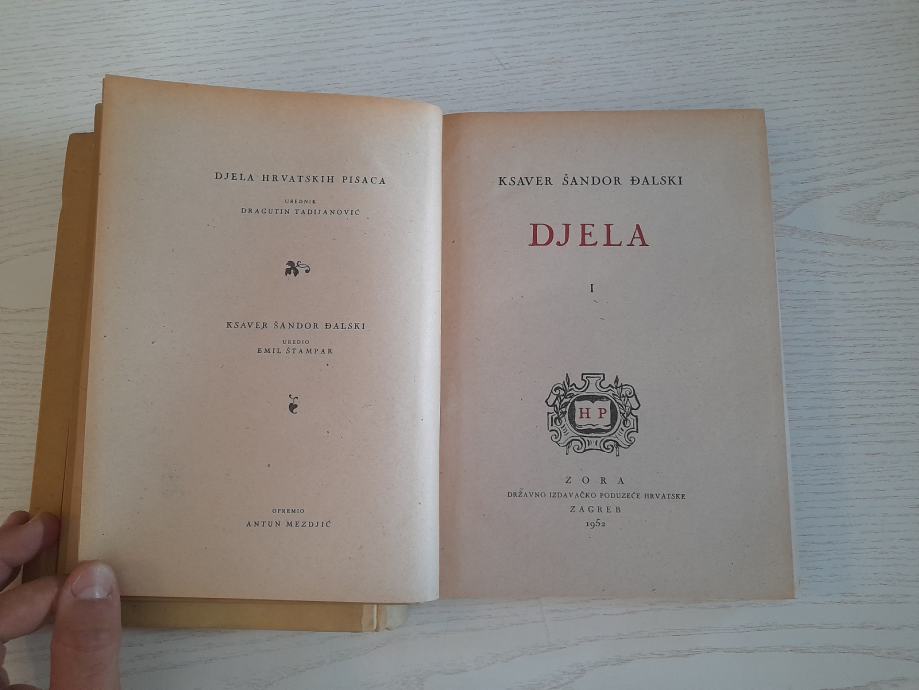 DJELA HRVATSKIH PISACA
UREDNIK
DRAGUTIN TADIJANOVIĆ
KSAVER ŠANDOR ĐALSKI
UREDIO
EMIL ŠTAMPAR
OPREMIO
ANTUN MEZDJIĆ
KSAVER ŠANDOR ĐALSKI
DJELA
I
H P
ZORA
DRŽAVNO IZDAVAČKO PODUZEĆE HRVATSKE
ZAGREB
1952